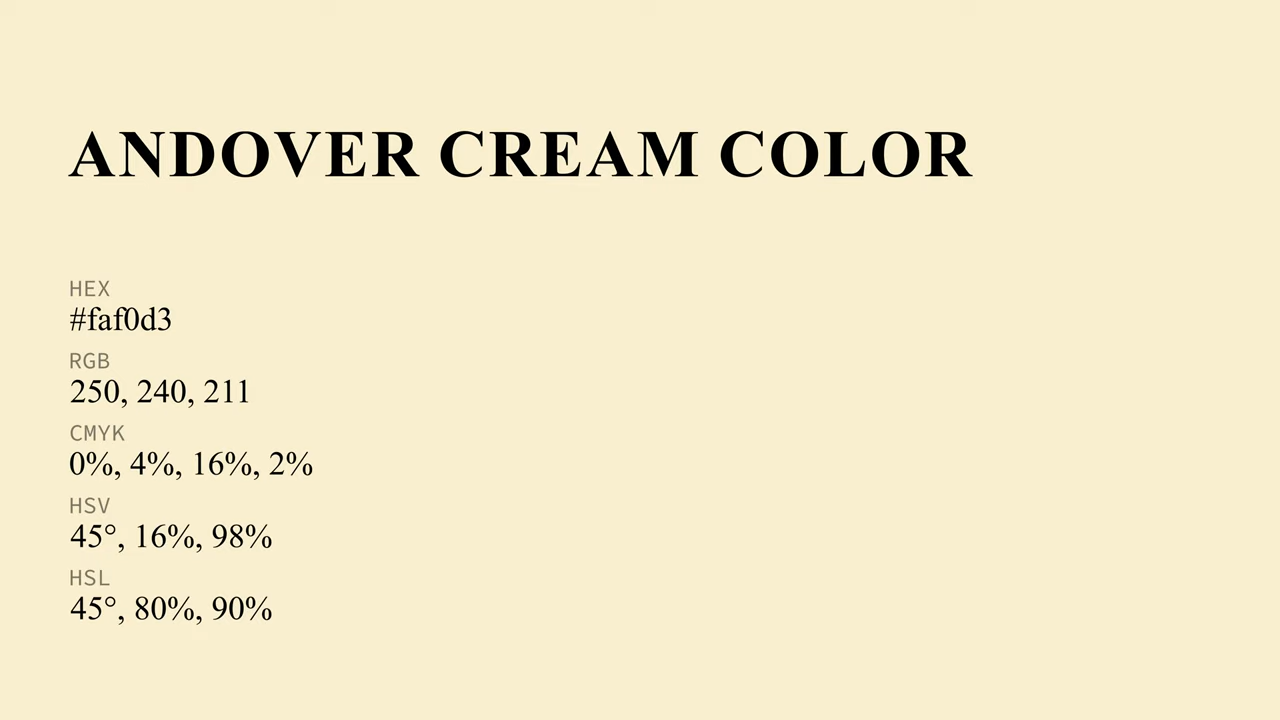 ANDOVER CREAM COLOR
HEX
#faf0d3
RGB
250, 240, 211
CMYK
0%, 4%, 16%, 2%
HSV
45°, 16%, 98%
HSL
45°, 80%, 90%